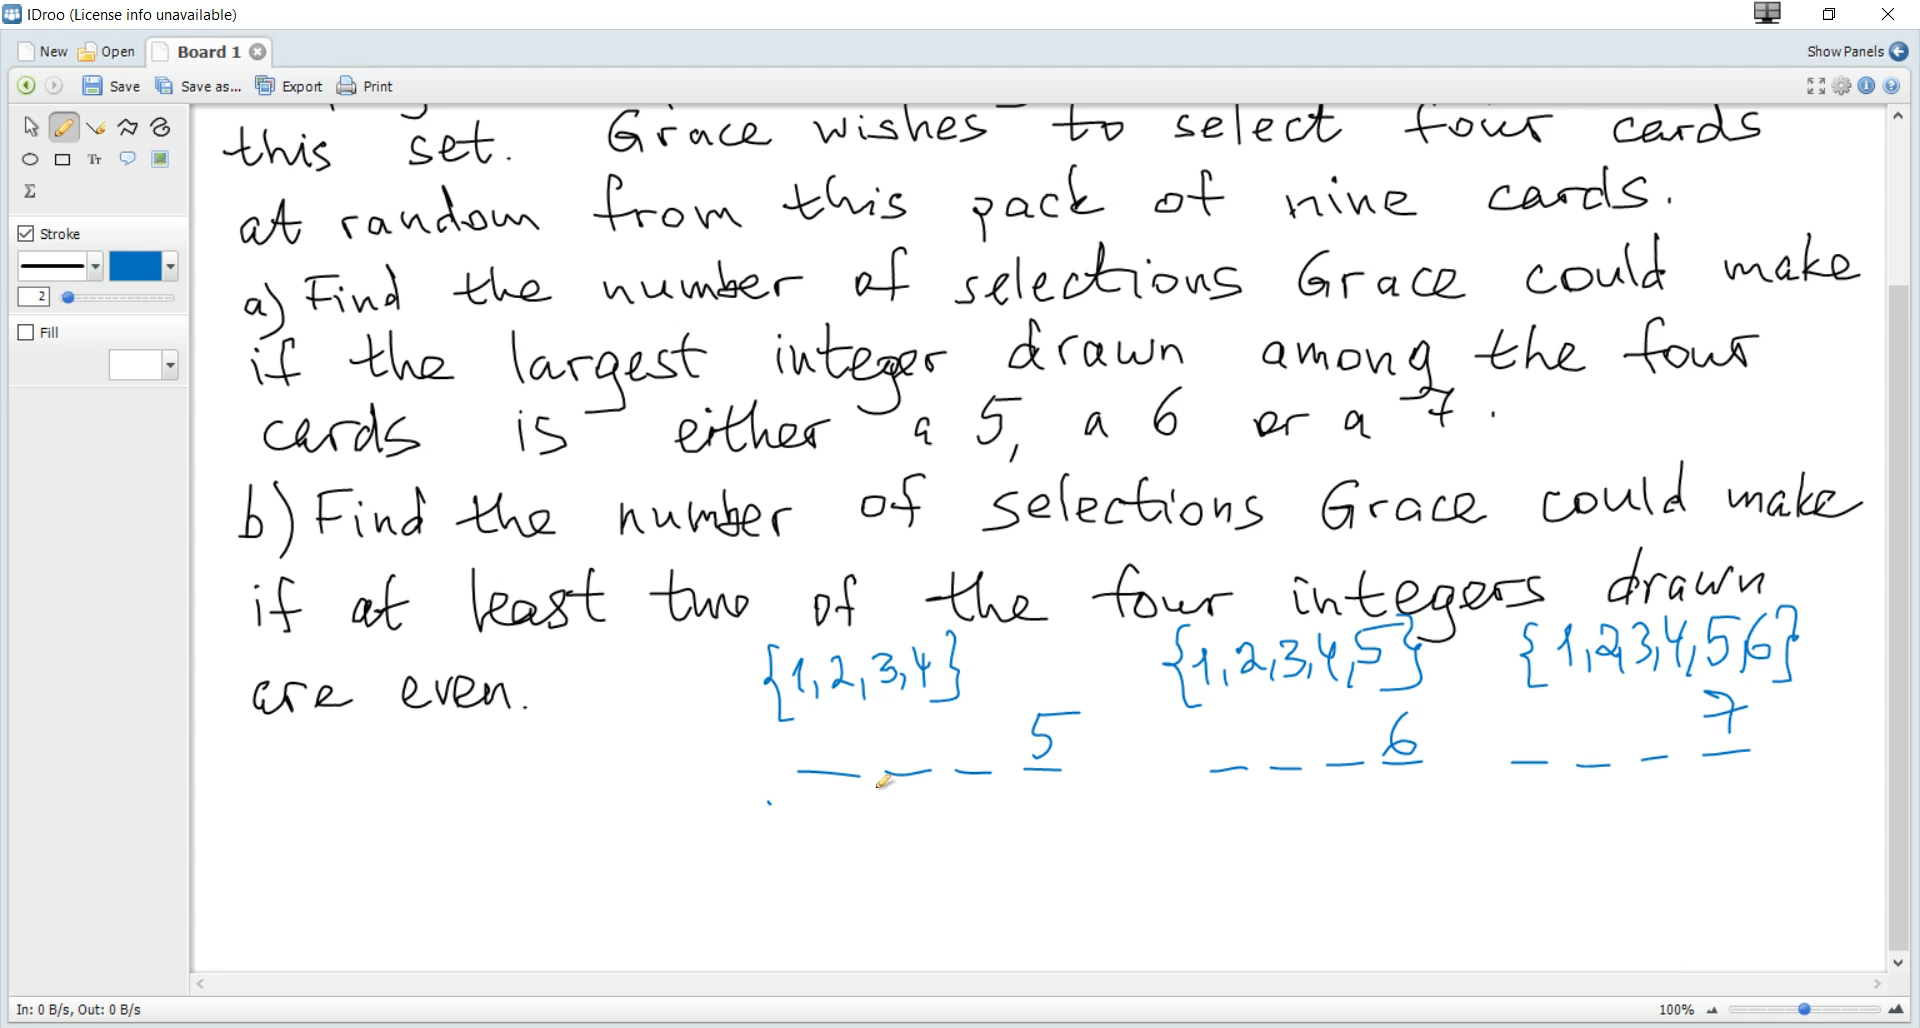 IDroo (License info unavailable)
New Open Board 1 Show Panels
Save Save as... Export Print
this set. Grace wishes to select four cards
at random from this pack of nine cards.
a) Find the number of selections Grace could make
if the largest integer drawn among the four
cards is either a 5, a 6 or a 7.
b) Find the number of selections Grace could make
if at least two of the four integers drawn
are even.
{1,2,3,4} {1,2,3,4,5} {1,2,3,4,5,6}
_ _ _ 5 _ _ _ 6 _ _ _ 7
Tт
Σ
Stroke
2
Fill
In: 0 B/s, Out: 0 B/s 100%